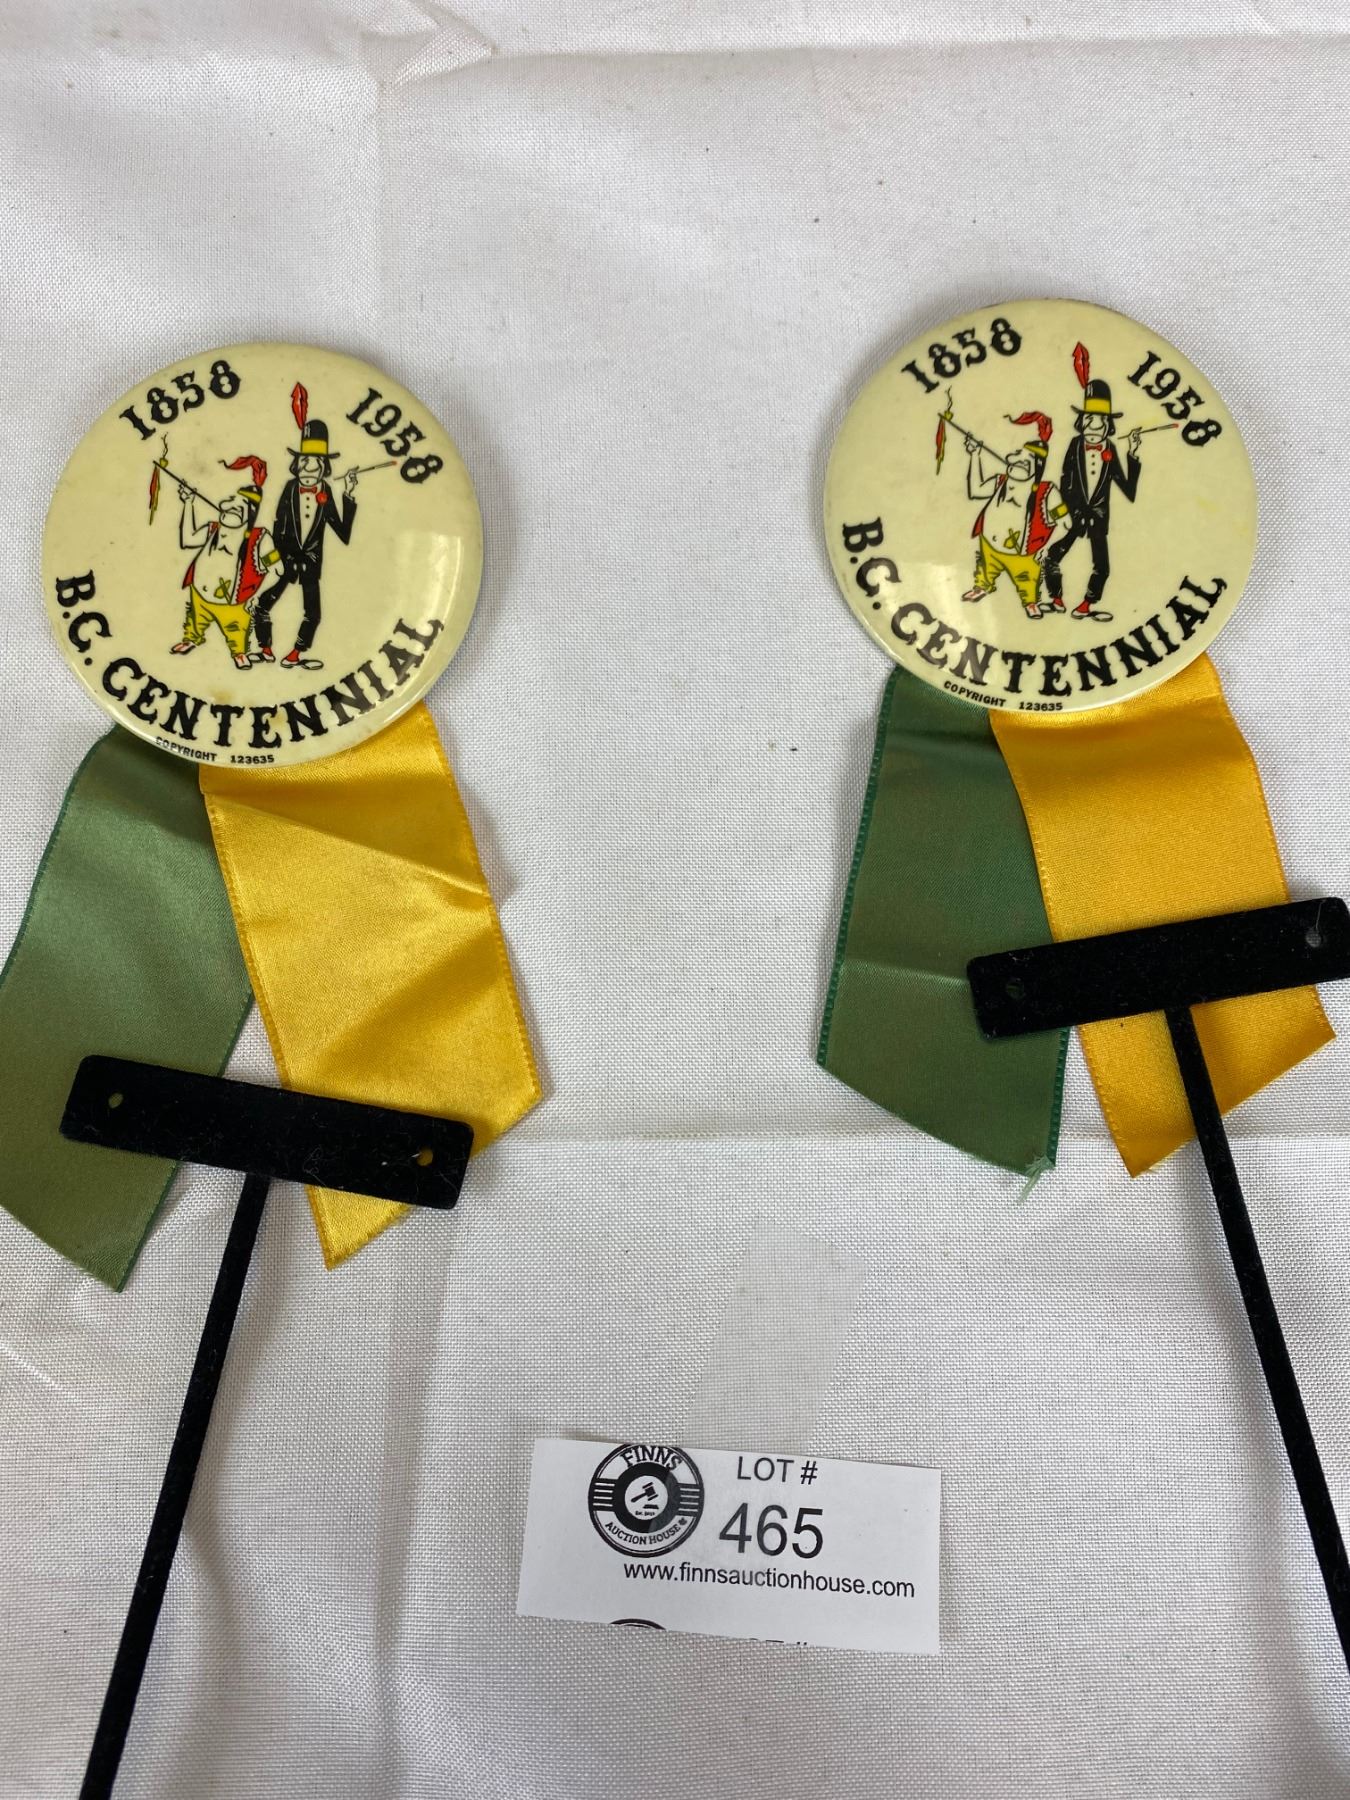 1858 1958
B.C. CENTENNIAL
COPYRIGHT 123635
1858 1958
B.C. CENTENNIAL
COPYRIGHT 123635
FINNS
AUCTION HOUSE
LOT #
465
www.finnsauctionhouse.com